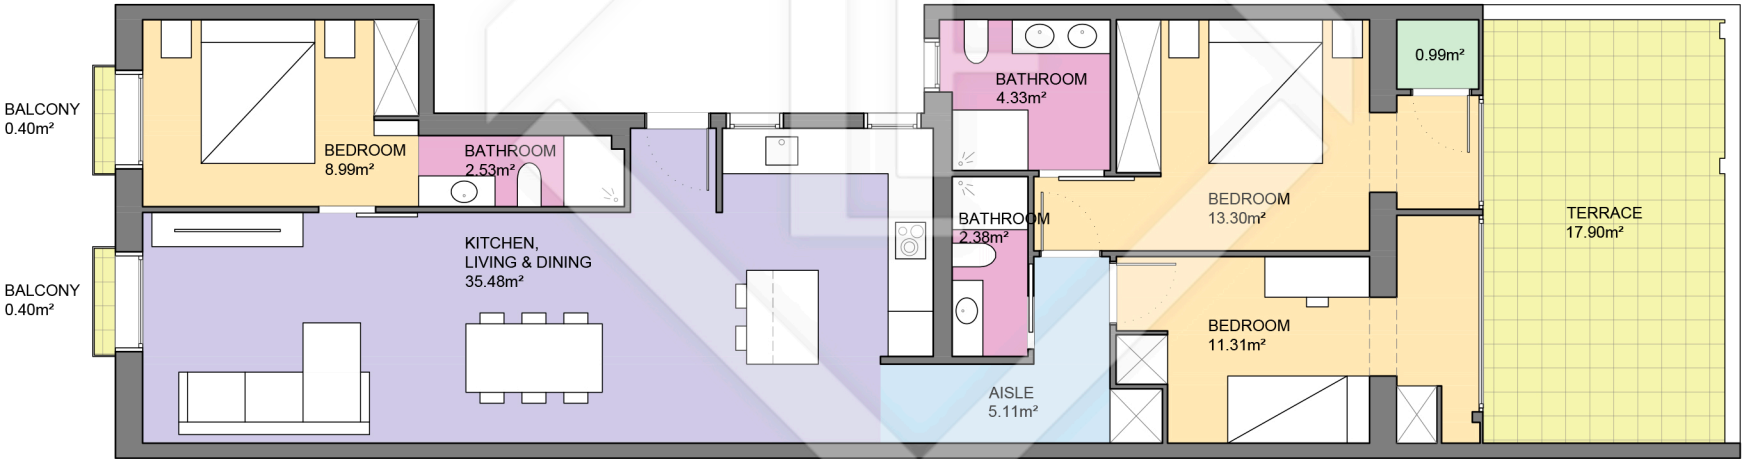 BALCONY
0.40m²
BEDROOM
8.99m²
BATHROOM
2.53m²
BALCONY
0.40m²
KITCHEN,
LIVING & DINING
35.48m²
BATHROOM
4.33m²
BATHROOM
2.38m²
BEDROOM
13.30m²
0.99m²
BEDROOM
11.31m²
AISLE
5.11m²
TERRACE
17.90m²